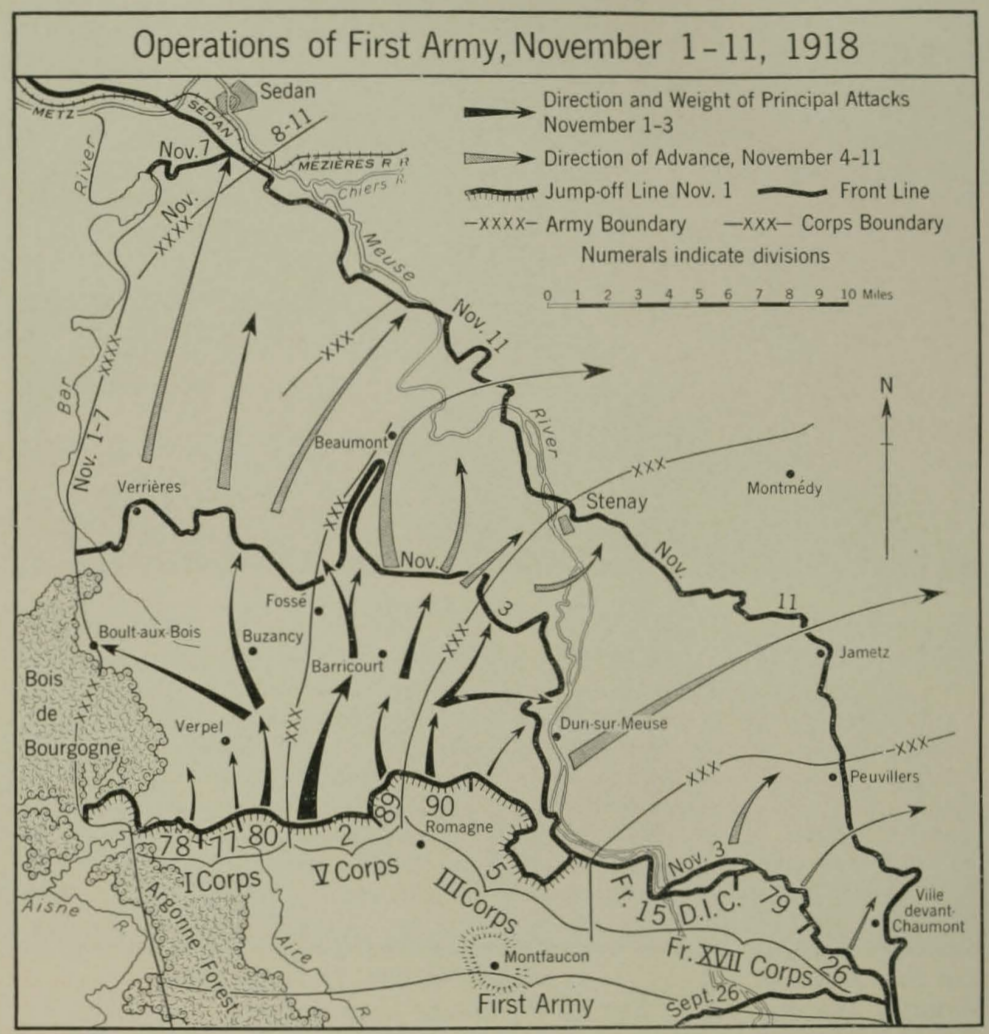 Operations of First Army, November 1-11, 1918
Direction and Weight of Principal Attacks
November 1-3
Direction of Advance, November 4-11
Jump-off Line Nov. 1
Front Line
-XXXX- Army Boundary
-XXX- Corps Boundary
Numerals indicate divisions
0 1 2 3 4 5 6 7 8 9 10 Miles
N
METZ
SEDAN
Sedan
8-11
MEZIÈRES R R
Chiers R.
River
Nov. 7
Nov.
XXXX
Meuse
Nov. 11
XXX
XXXX
Bar
Nov. 1-7
Beaumont
River
XXX
Montmédy
Verrières
XXX
Stenay
Nov.
Nov.
11
3
Fossé
Boult-aux-Bois
Buzancy
Barricourt
XXX
Jametz
Bois
de
Bourgogne
XXXX
Verpel
XXX
Dun-sur-Meuse
XXX
XXX
Peuvillers
78
77
80
2
89
90
Romagne
5
I Corps
V Corps
III Corps
Nov. 3
Fr. 15 D.I.C.
79
26
Ville
devant-
Chaumont
Fr. XVII Corps
Aisne
R.
Argonne
Forest
Aire
R
Montfaucon
First Army
Sept. 26